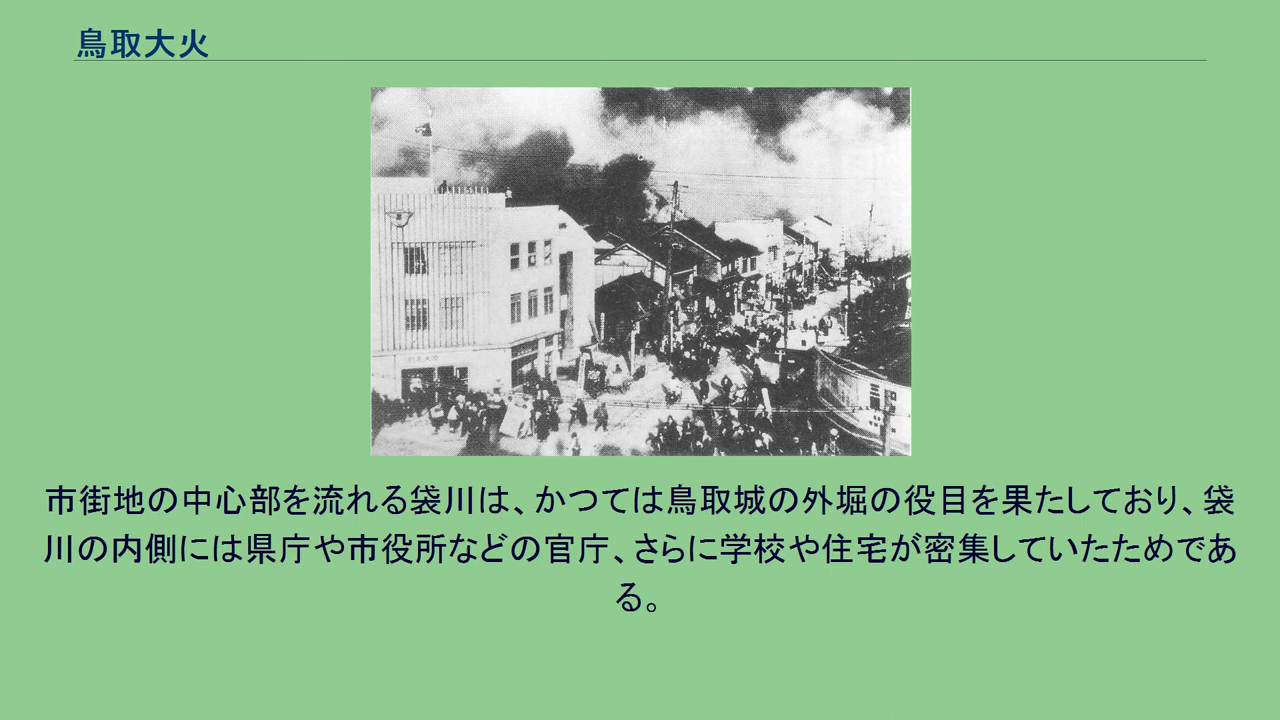 鳥取大火
市街地の中心部を流れる袋川は、かつては鳥取城の外堀の役目を果たしており、袋
川の内側には県庁や市役所などの官庁、さらに学校や住宅が密集していたためであ
る。